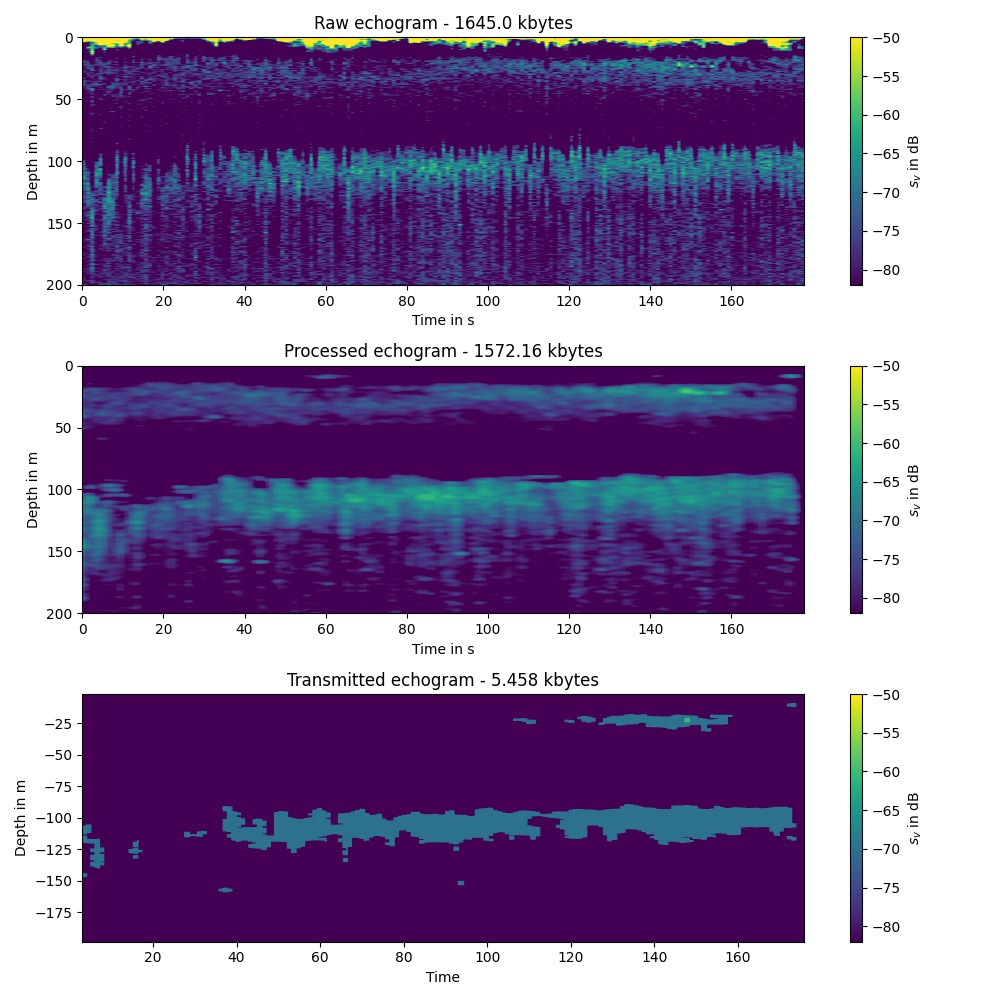 Raw echogram - 1645.0 kbytes
0
50
100
150
200
Depth in m
0 20 40 60 80 100 120 140 160
Time in s
−50
−55
−60
−65
−70
−75
−80
sv in dB
Processed echogram - 1572.16 kbytes
0
50
100
150
200
Depth in m
0 20 40 60 80 100 120 140 160
Time in s
−50
−55
−60
−65
−70
−75
−80
sv in dB
Transmitted echogram - 5.458 kbytes
−25
−50
−75
−100
−125
−150
−175
Depth in m
20 40 60 80 100 120 140 160
Time
−50
−55
−60
−65
−70
−75
−80
sv in dB